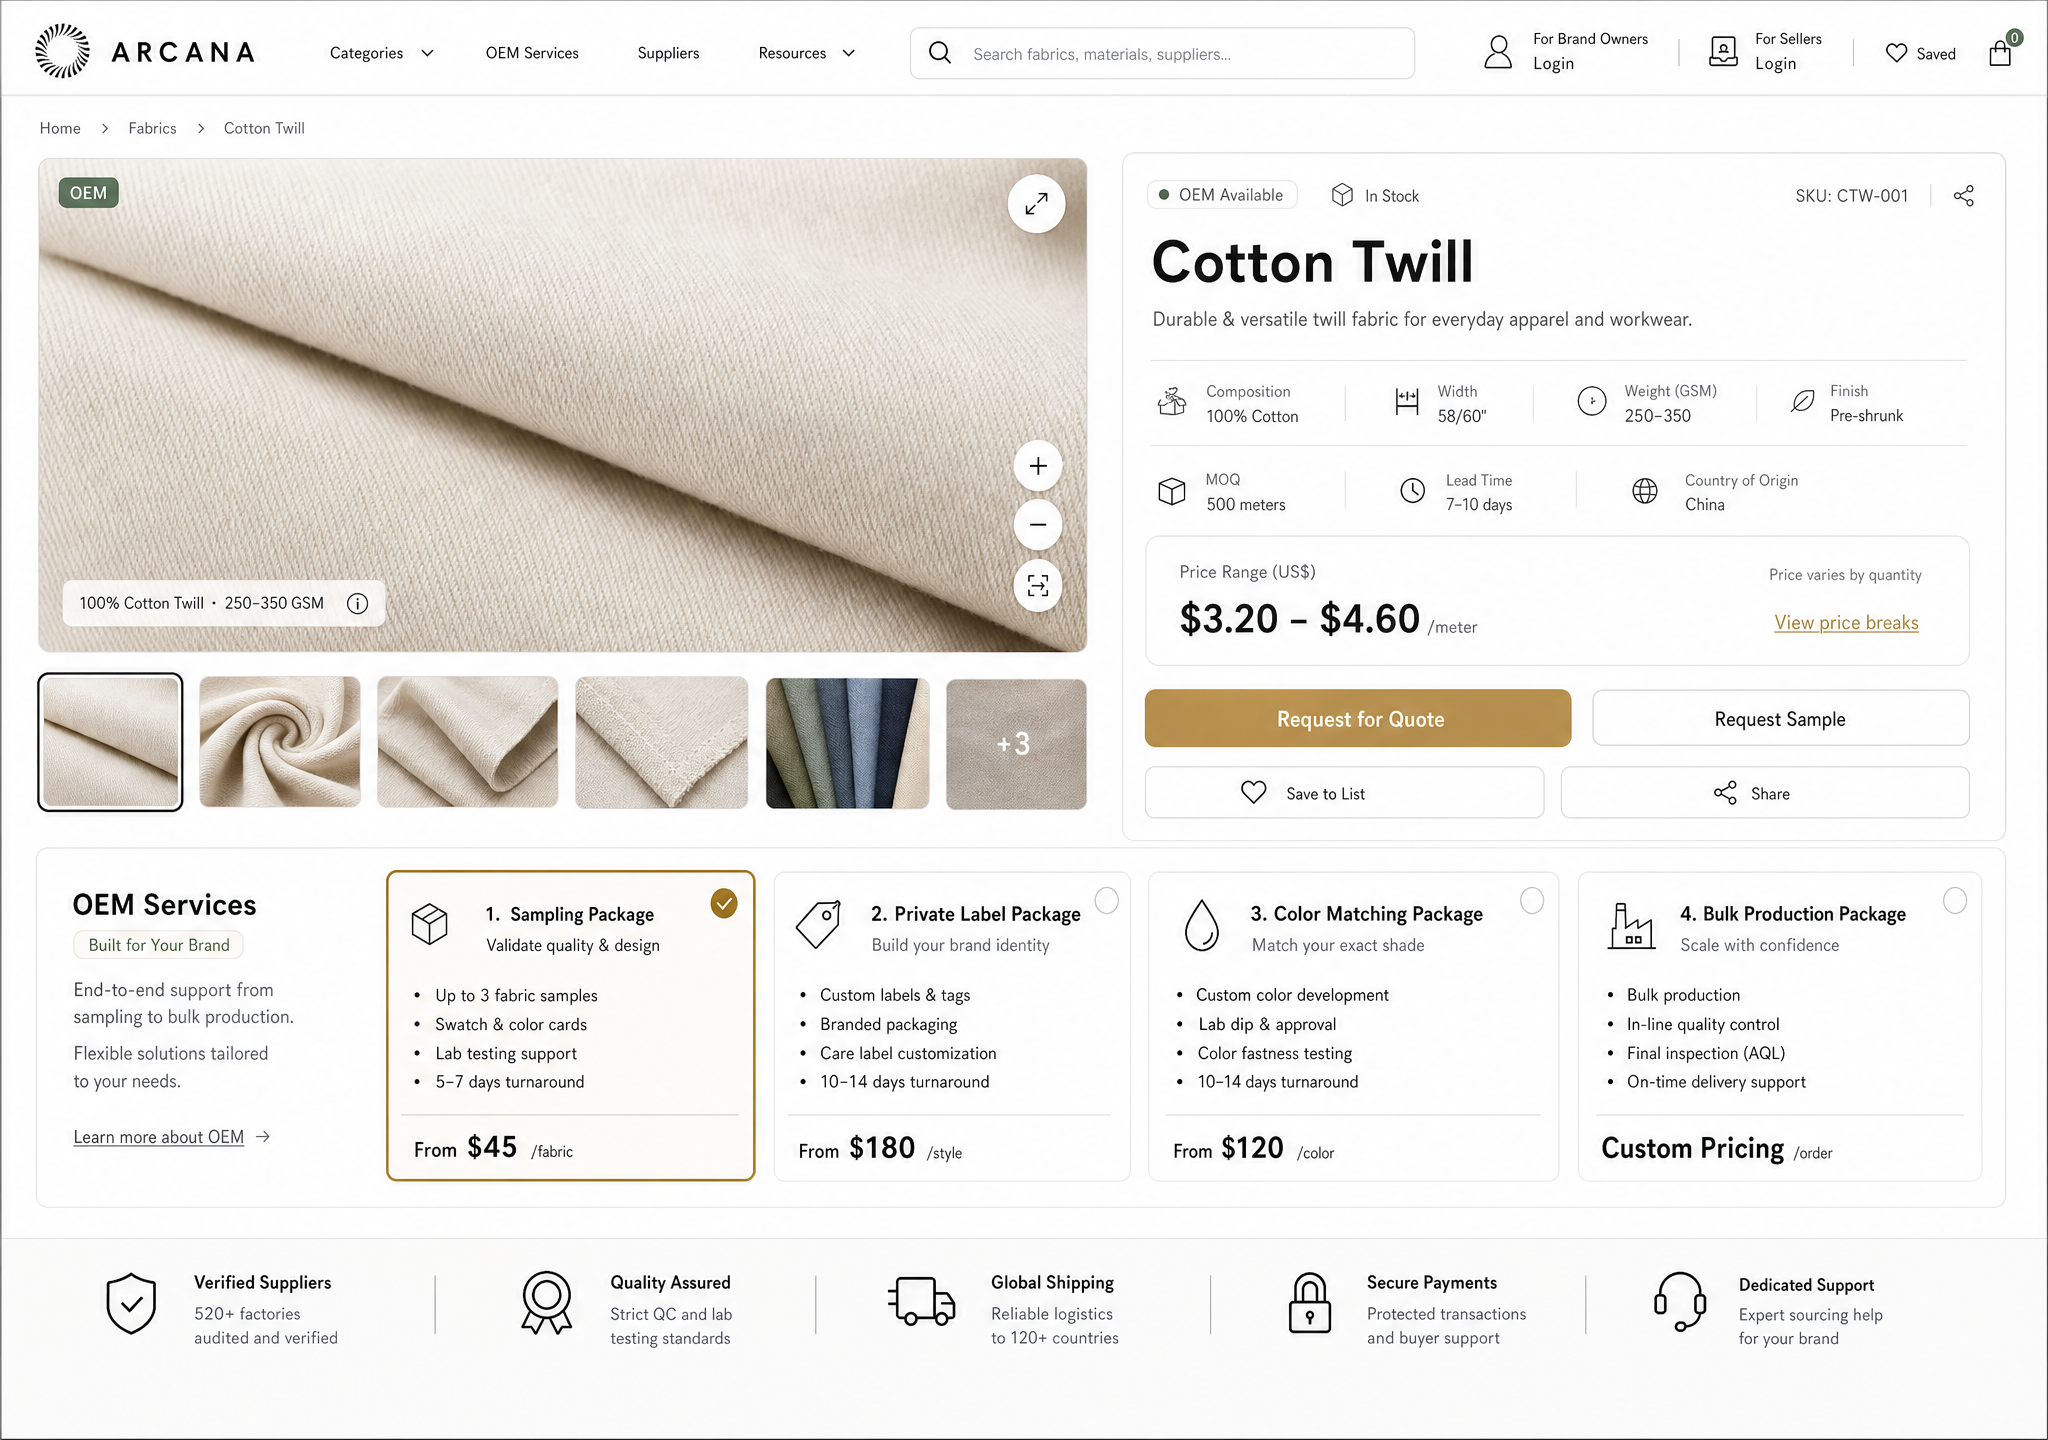 ARCANA
Categories
OEM Services
Suppliers
Resources
Search fabrics, materials, suppliers...
For Brand Owners
Login
For Sellers
Login
Saved
0
Home > Fabrics > Cotton Twill
OEM
100% Cotton Twill • 250–350 GSM
+3
OEM Available
In Stock
SKU: CTW-001
Cotton Twill
Durable & versatile twill fabric for everyday apparel and workwear.
Composition
100% Cotton
Width
58/60"
Weight (GSM)
250–350
Finish
Pre-shrunk
MOQ
500 meters
Lead Time
7–10 days
Country of Origin
China
Price Range (US$)
$3.20 – $4.60 /meter
Price varies by quantity
View price breaks
Request for Quote
Request Sample
Save to List
Share
OEM Services
Built for Your Brand
End-to-end support from
sampling to bulk production.
Flexible solutions tailored
to your needs.
Learn more about OEM →
1. Sampling Package
Validate quality & design
• Up to 3 fabric samples
• Swatch & color cards
• Lab testing support
• 5–7 days turnaround
From $45 /fabric
2. Private Label Package
Build your brand identity
• Custom labels & tags
• Branded packaging
• Care label customization
• 10–14 days turnaround
From $180 /style
3. Color Matching Package
Match your exact shade
• Custom color development
• Lab dip & approval
• Color fastness testing
• 10–14 days turnaround
From $120 /color
4. Bulk Production Package
Scale with confidence
• Bulk production
• In-line quality control
• Final inspection (AQL)
• On-time delivery support
Custom Pricing /order
Verified Suppliers
520+ factories
audited and verified
Quality Assured
Strict QC and lab
testing standards
Global Shipping
Reliable logistics
to 120+ countries
Secure Payments
Protected transactions
and buyer support
Dedicated Support
Expert sourcing help
for your brand